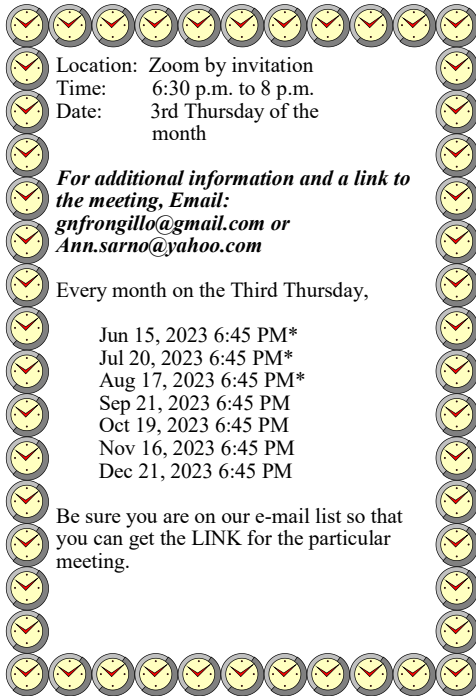 Location: Zoom by invitation
Time: 6:30 p.m. to 8 p.m.
Date: 3rd Thursday of the
month
For additional information and a link to
the meeting, Email:
gnfrongillo@gmail.com or
Ann.sarno@yahoo.com
Every month on the Third Thursday,
Jun 15, 2023 6:45 PM*
Jul 20, 2023 6:45 PM*
Aug 17, 2023 6:45 PM*
Sep 21, 2023 6:45 PM
Oct 19, 2023 6:45 PM
Nov 16, 2023 6:45 PM
Dec 21, 2023 6:45 PM
Be sure you are on our e-mail list so that
you can get the LINK for the particular
meeting.